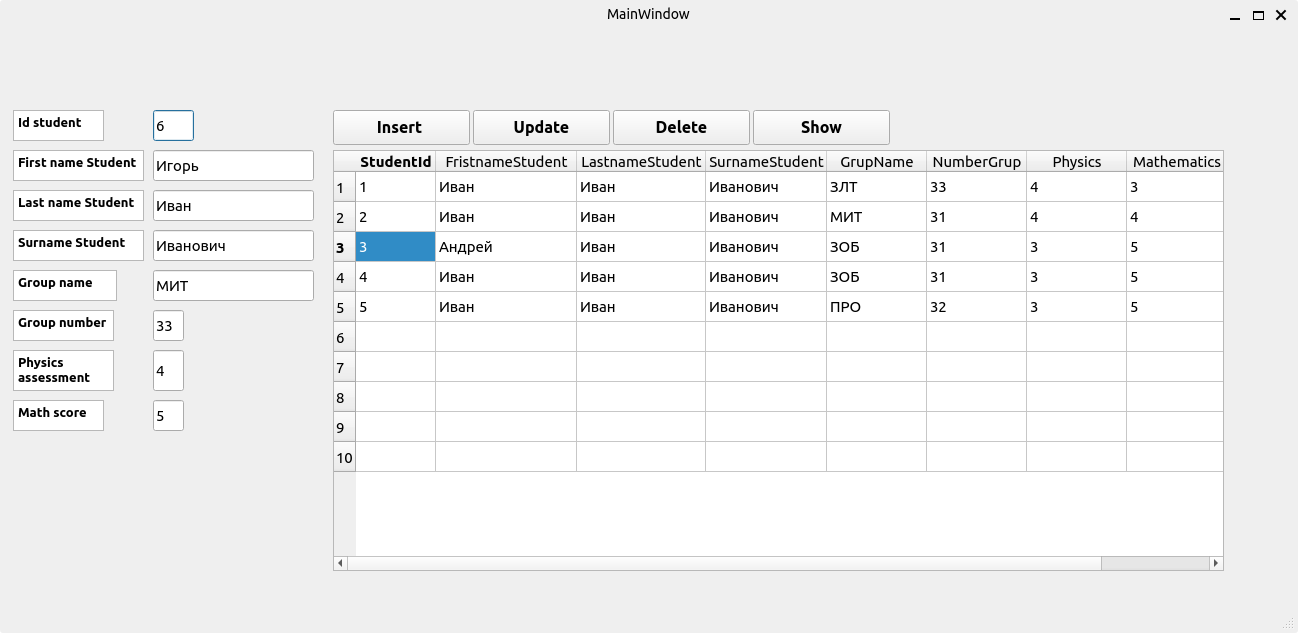 MainWindow
Id student
6
First name Student
Игорь
Last name Student
Иван
Surname Student
Иванович
Group name
МИТ
Group number
33
Physics
assessment
4
Math score
5
Insert Update Delete Show
StudentId FristnameStudent LastnameStudent SurnameStudent GrupName NumberGrup Physics Mathematics
1 1 Иван Иван Иванович ЗЛТ 33 4 3
2 2 Иван Иван Иванович МИТ 31 4 4
3 3 Андрей Иван Иванович ЗОБ 31 3 5
4 4 Иван Иван Иванович ЗОБ 31 3 5
5 5 Иван Иван Иванович ПРО 32 3 5
6
7
8
9
10